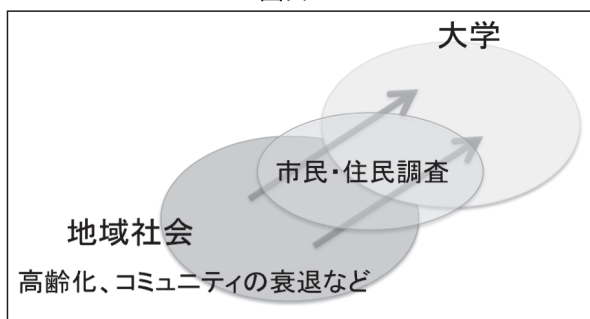 大学
市民・住民調査
地域社会
高齢化、コミュニティの衰退など